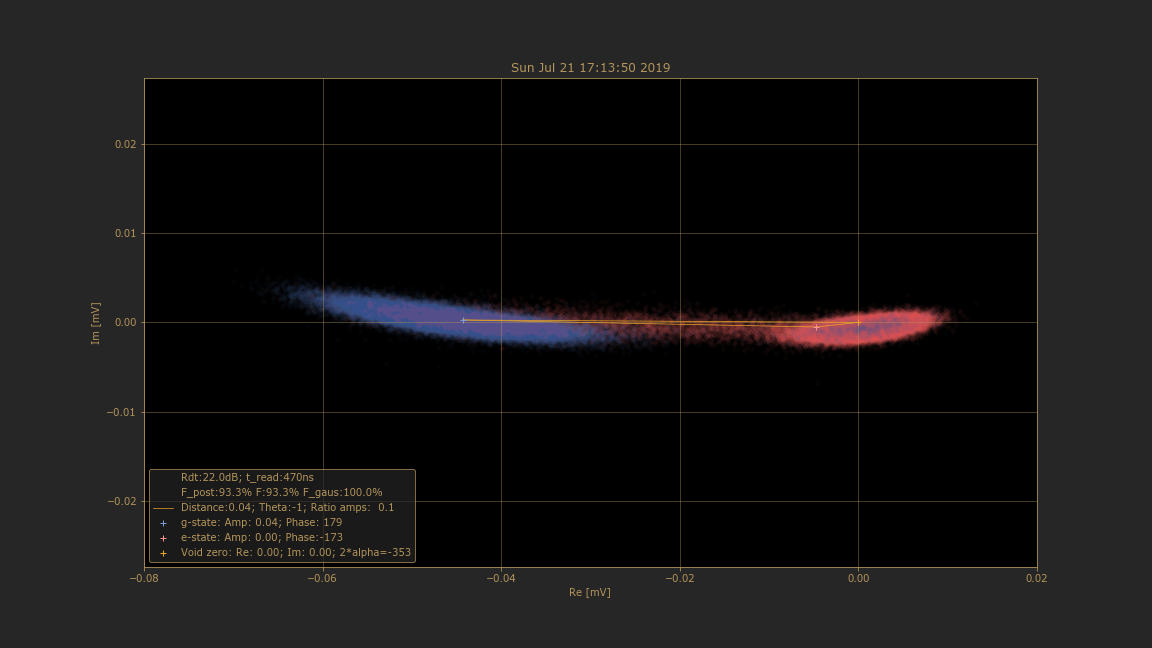 Sun Jul 21 17:13:50 2019
Im [mV]
0.02
0.01
0.00
−0.01
−0.02
Rdt:22.0dB; t_read:470ns
F_post:93.3% F:93.3% F_gaus:100.0%
Distance:0.04; Theta:-1; Ratio amps:  0.1
g-state: Amp: 0.04; Phase: 179
e-state: Amp: 0.00; Phase:-173
Void zero: Re: 0.00; Im: 0.00; 2*alpha=-353
−0.08 −0.06 −0.04 −0.02 0.00 0.02
Re [mV]